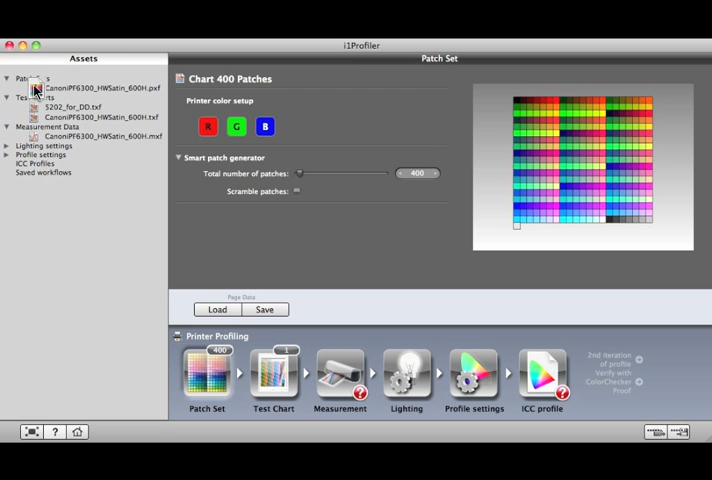 i1Profiler
Assets
Patch Set
CanoniPF6300_HWSatin_600H.pxf
5202_for_DD.txf
CanoniPF6300_HWSatin_600H.txf
Measurement Data
CanoniPF6300_HWSatin_600H.mxf
Lighting settings
Profile settings
ICC Profiles
Saved workflows
Chart 400 Patches
Printer color setup
R G B
Smart patch generator
Total number of patches: 400
Scramble patches:
Page Data
Load Save
Printer Profiling
400 1
Patch Set Test Chart Measurement Lighting Profile settings ICC profile
2nd iteration
of profile
Verify with
ColorChecker
Proof
?